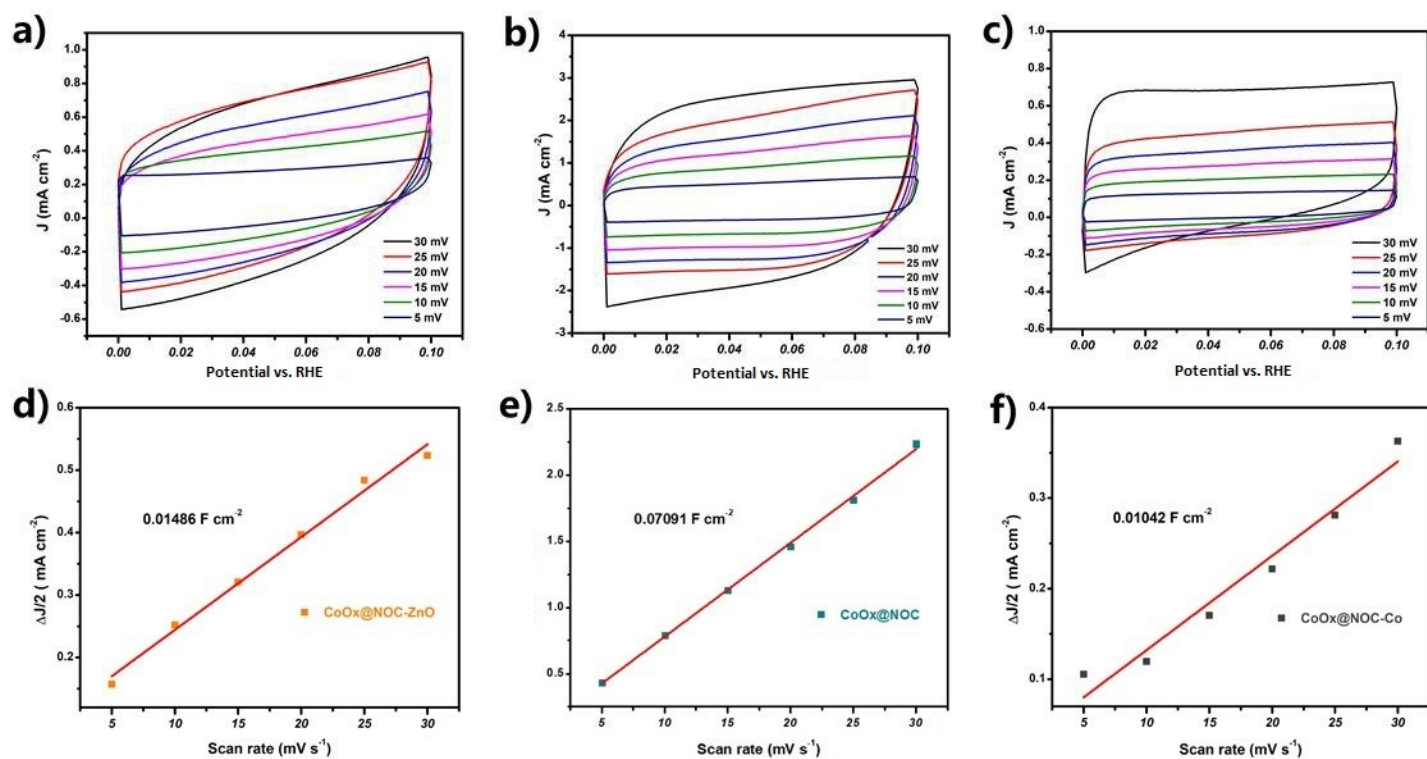 a)
J (mA cm-2)
1.0
0.8
0.6
0.4
0.2
0.0
-0.2
-0.4
-0.6
30 mV
25 mV
20 mV
15 mV
10 mV
5 mV
0.00 0.02 0.04 0.06 0.08 0.10
Potential vs. RHE
b)
J (mA cm-2)
4
3
2
1
0
-1
-2
-3
30 mV
25 mV
20 mV
15 mV
10 mV
5 mV
0.00 0.02 0.04 0.06 0.08 0.10
Potential vs. RHE
c)
J (mA cm-2)
1.0
0.8
0.6
0.4
0.2
0.0
-0.2
-0.4
-0.6
30 mV
25 mV
20 mV
15 mV
10 mV
5 mV
0.00 0.02 0.04 0.06 0.08 0.10
Potential vs. RHE
d)
ΔJ/2 ( mA cm-2)
0.6
0.5
0.4
0.3
0.2
0.01486 F cm-2
CoOx@NOC-ZnO
5 10 15 20 25 30
Scan rate (mV s-1)
e)
2.5
2.0
1.5
1.0
0.5
0.07091 F cm-2
CoOx@NOC
5 10 15 20 25 30
Scan rate (mV s-1)
f)
ΔJ/2 ( mA cm-2)
0.4
0.3
0.2
0.1
0.01042 F cm-2
CoOx@NOC-Co
5 10 15 20 25 30
Scan rate (mV s-1)